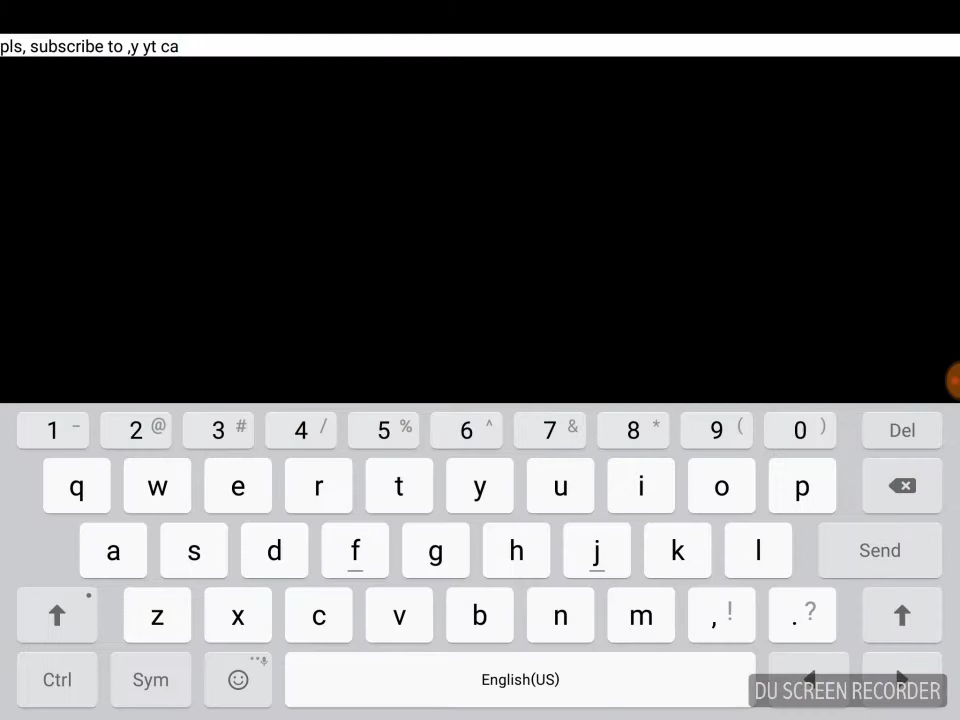 pls, subscribe to ,y yt ca
1 - 2 @ 3 # 4 / 5 % 6 ^ 7 & 8 * 9 ( 0 ) Del
q w e r t y u i o p
a s d f g h j k l Send
z x c v b n m , ! . ?
Ctrl Sym English(US)
DU SCREEN RECORDER